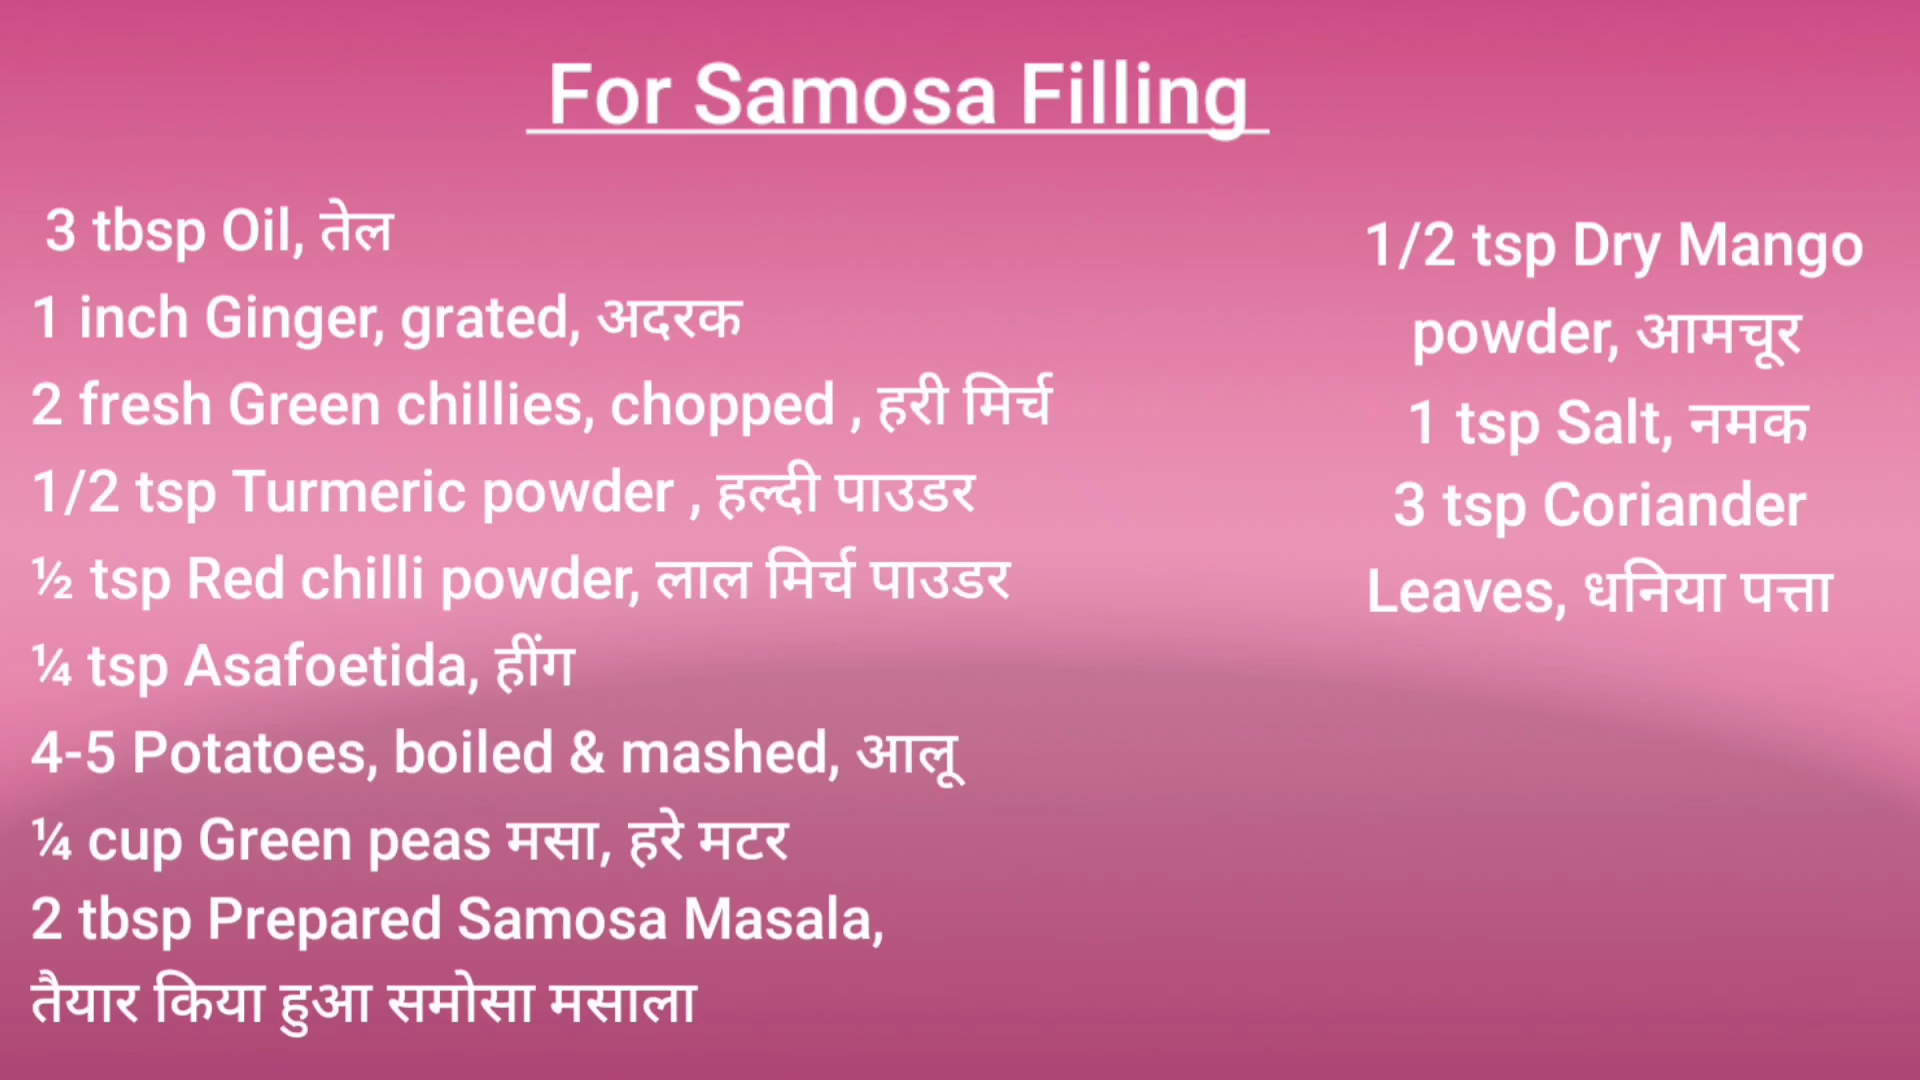 For Samosa Filling
3 tbsp Oil, तेल
1 inch Ginger, grated, अदरक
2 fresh Green chillies, chopped , हरी मिर्च
1/2 tsp Turmeric powder , हल्दी पाउडर
½ tsp Red chilli powder, लाल मिर्च पाउडर
¼ tsp Asafoetida, हींग
4-5 Potatoes, boiled & mashed, आलू
¼ cup Green peas मसा, हरे मटर
2 tbsp Prepared Samosa Masala,
तैयार किया हुआ समोसा मसाला
1/2 tsp Dry Mango
powder, आमचूर
1 tsp Salt, नमक
3 tsp Coriander
Leaves, धनिया पत्ता